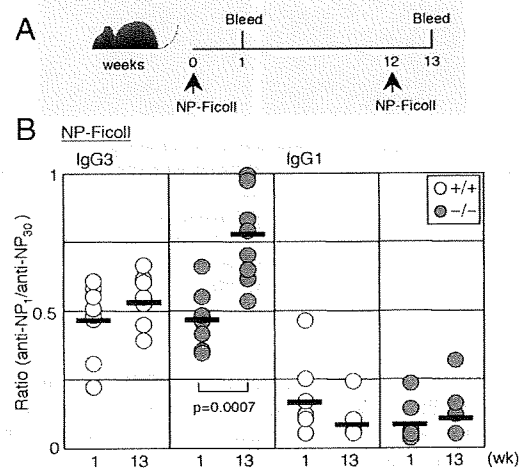 A
Bleed
Bleed
weeks
0
1
12
13
NP-Ficoll
NP-Ficoll
B
NP-Ficoll
IgG3
IgG1
+/+
−/−
Ratio (anti-NP1/anti-NP30)
1
0.5
0
p=0.0007
1 13 1 13 1 13 1 13 (wk)